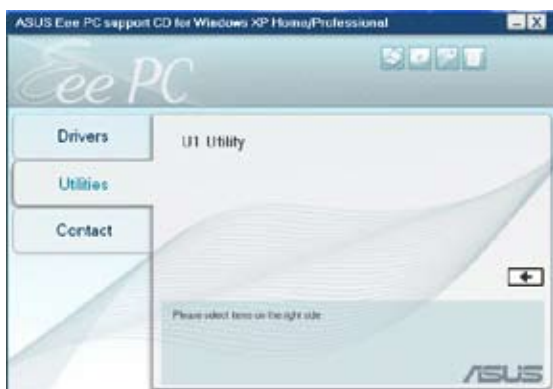 ASUS Eee PC support CD for Windows XP Home/Professional
Eee PC
Drivers
Utilities
Contact
U1 Utility
Please select items on the right side
ASUS